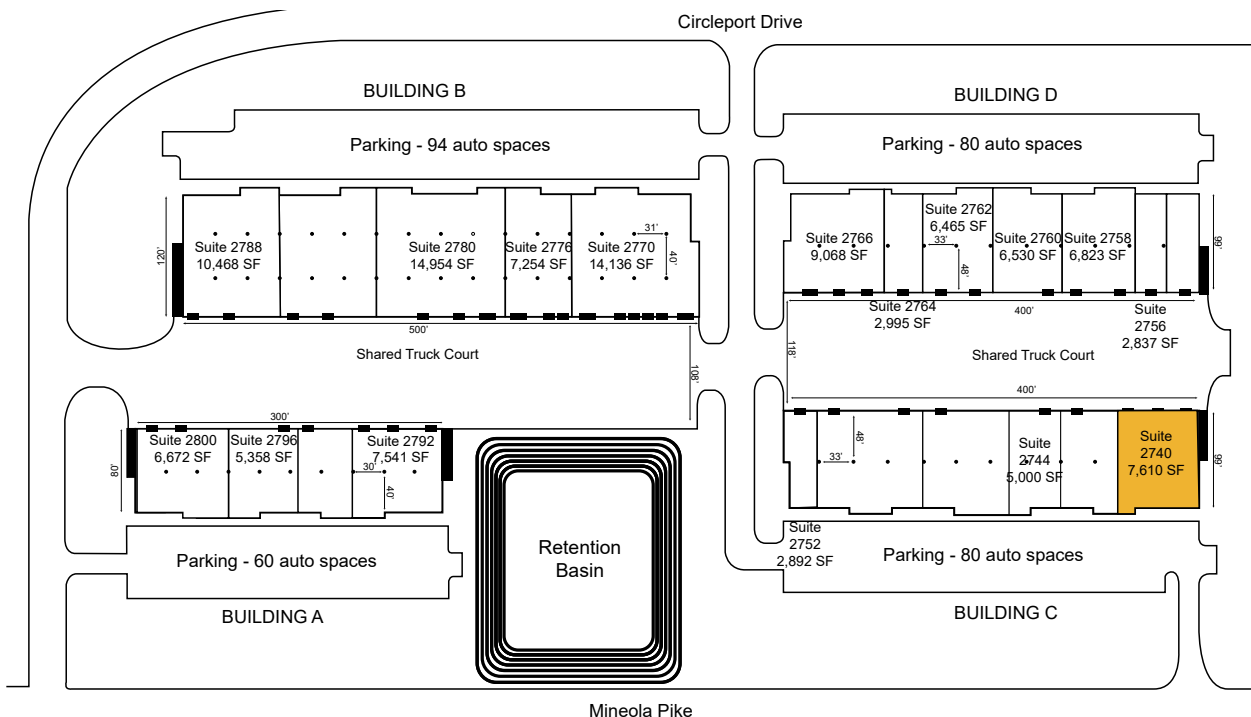 Circleport Drive
BUILDING B
BUILDING D
Parking - 94 auto spaces
Parking - 80 auto spaces
120'
Suite 2788
10,468 SF
Suite 2780
14,954 SF
Suite 2776
7,254 SF
Suite 2770
14,136 SF
31'
40'
Suite 2766
9,068 SF
Suite 2762
6,465 SF
33'
48'
Suite 2760
6,530 SF
Suite 2758
6,823 SF
99'
500'
Suite 2764
2,995 SF
400'
Suite
2756
2,837 SF
Shared Truck Court
108'
118'
Shared Truck Court
400'
300'
80'
Suite 2800
6,672 SF
Suite 2796
5,358 SF
Suite 2792
7,541 SF
30'
40'
33'
48'
Suite
2744
5,000 SF
Suite
2740
7,610 SF
99'
Suite
2752
2,892 SF
Parking - 60 auto spaces
Retention
Basin
Parking - 80 auto spaces
BUILDING A
BUILDING C
Mineola Pike